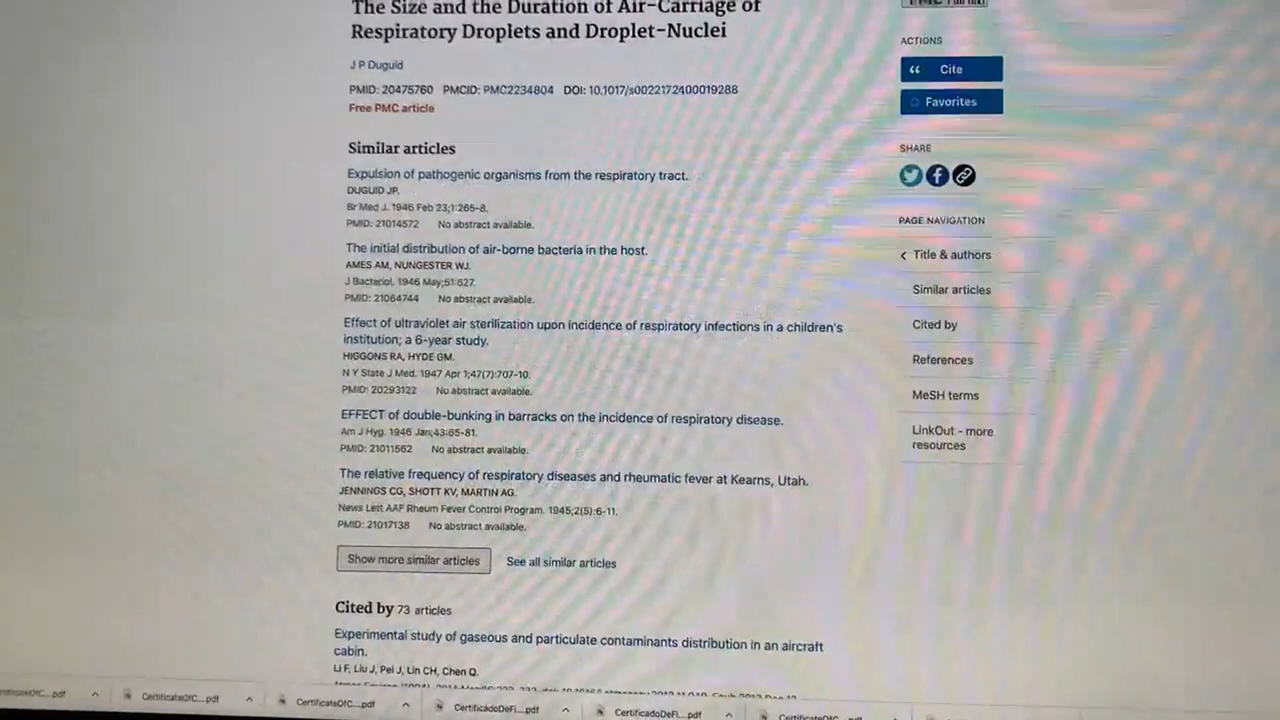 The Size and the Duration of Air-Carriage of
Respiratory Droplets and Droplet-Nuclei
J P Duguid
PMID: 20475760 PMCID: PMC2234804 DOI: 10.1017/s0022172400019288
Free PMC article
Similar articles
Expulsion of pathogenic organisms from the respiratory tract.
DUGUID JP.
Br Med J. 1946 Feb 23;1:265-8.
PMID: 21014572 No abstract available.
The initial distribution of air-borne bacteria in the host.
AMES AM, NUNGESTER WJ.
J Bacteriol. 1946 May;51:627.
PMID: 21064744 No abstract available.
Effect of ultraviolet air sterilization upon incidence of respiratory infections in a children's
institution; a 6-year study.
HIGGONS RA, HYDE GM.
N Y State J Med. 1947 Apr 1;47(7):707-10.
PMID: 20293122 No abstract available.
EFFECT of double-bunking in barracks on the incidence of respiratory disease.
Am J Hyg. 1946 Jan;43:65-81.
PMID: 21011562 No abstract available.
The relative frequency of respiratory diseases and rheumatic fever at Kearns, Utah.
JENNINGS CG, SHOTT KV, MARTIN AG.
News Lett AAF Rheum Fever Control Program. 1945;2(5):6-11.
PMID: 21017138 No abstract available.
Show more similar articles
See all similar articles
Cited by 73 articles
Experimental study of gaseous and particulate contaminants distribution in an aircraft
cabin.
Li F, Liu J, Pei J, Lin CH, Chen Q.
ACTIONS
Cite
Favorites
SHARE
PAGE NAVIGATION
Title & authors
Similar articles
Cited by
References
MeSH terms
LinkOut - more
resources
CertificateOfC....pdf
CertificateOfC....pdf
CertificadoDeFi....pdf
CertificadoDeFi....pdf